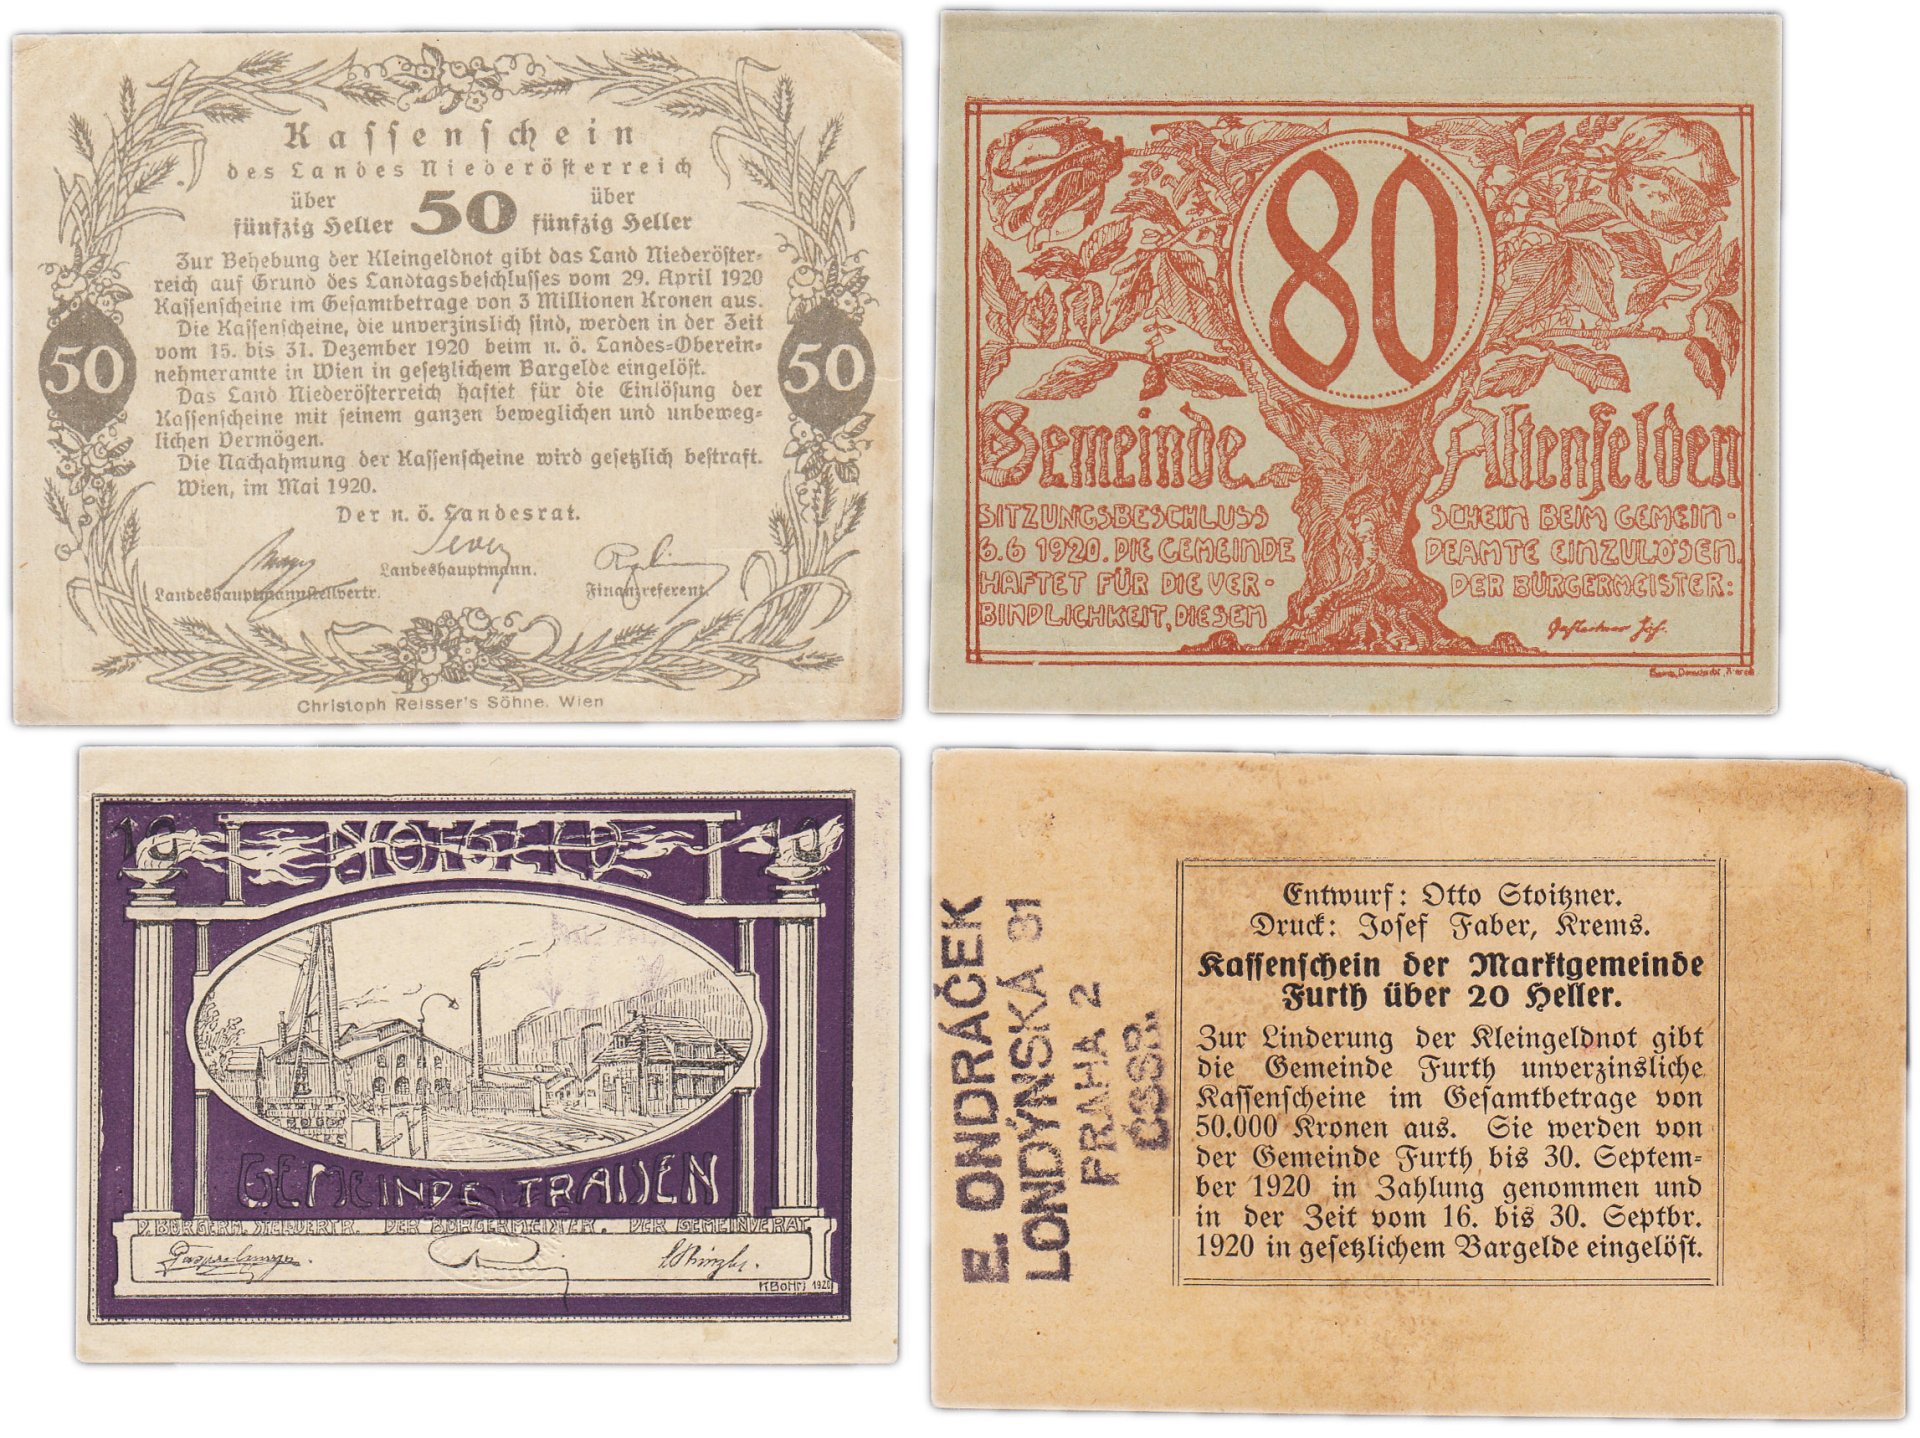 Kassenschein
des Landes Niederösterreich
über 50 über
fünfzig Heller fünfzig Heller
Zur Behebung der Kleingeldnot gibt das Land Niederöster-
reich auf Grund des Landtagsbeschlusses vom 29. April 1920
Kassenscheine im Gesamtbetrage von 3 Millionen Kronen aus.
Die Kassenscheine, die unverzinslich sind, werden in der Zeit
vom 15. bis 31. Dezember 1920 beim n. ö. Landes-Oberein-
nehmeramte in Wien in gesetzlichem Bargelde eingelöst.
Das Land Niederösterreich haftet für die Einlösung der
Kassenscheine mit seinem ganzen beweglichen und unbeweg-
lichen Vermögen.
Die Nachahmung der Kassenscheine wird gesetzlich bestraft.
Wien, im Mai 1920.
50
50
Der n. ö. Landesrat.
Landeshauptmann.
Landeshauptmannstellvertr.
Finanzreferent.
Christoph Reisser's Söhne, Wien
80
Gemeinde Altenfelden
SITZUNGSBESCHLUSS
6.6 1920. DIE GEMEINDE
HAFTET FÜR DIE VER-
BINDLICHKEIT, DIESEN
SCHEIN BEIM GEMEIN-
DEAMTE EINZULÖSEN.
DER BÜRGERMEISTER:
10
10
GEMEINDE TRAISEN
D. BÜRGERM. STELVERTR. DER BÜRGERMEISTER. DER GEMEINDERAT.
K BOHM 1920
E. ONDRÁČEK
LONDÝNSKÁ 81
PRAHA 2
ČSSR.
Entwurf: Otto Stoitzner.
Druck: Josef Faber, Krems.
Kassenschein der Marktgemeinde
Furth über 20 Heller.
Zur Linderung der Kleingeldnot gibt
die Gemeinde Furth unverzinsliche
Kassenscheine im Gesamtbetrage von
50.000 Kronen aus. Sie werden von
der Gemeinde Furth bis 30. Septem-
ber 1920 in Zahlung genommen und
in der Zeit vom 16. bis 30. Septbr.
1920 in gesetzlichem Bargelde eingelöst.